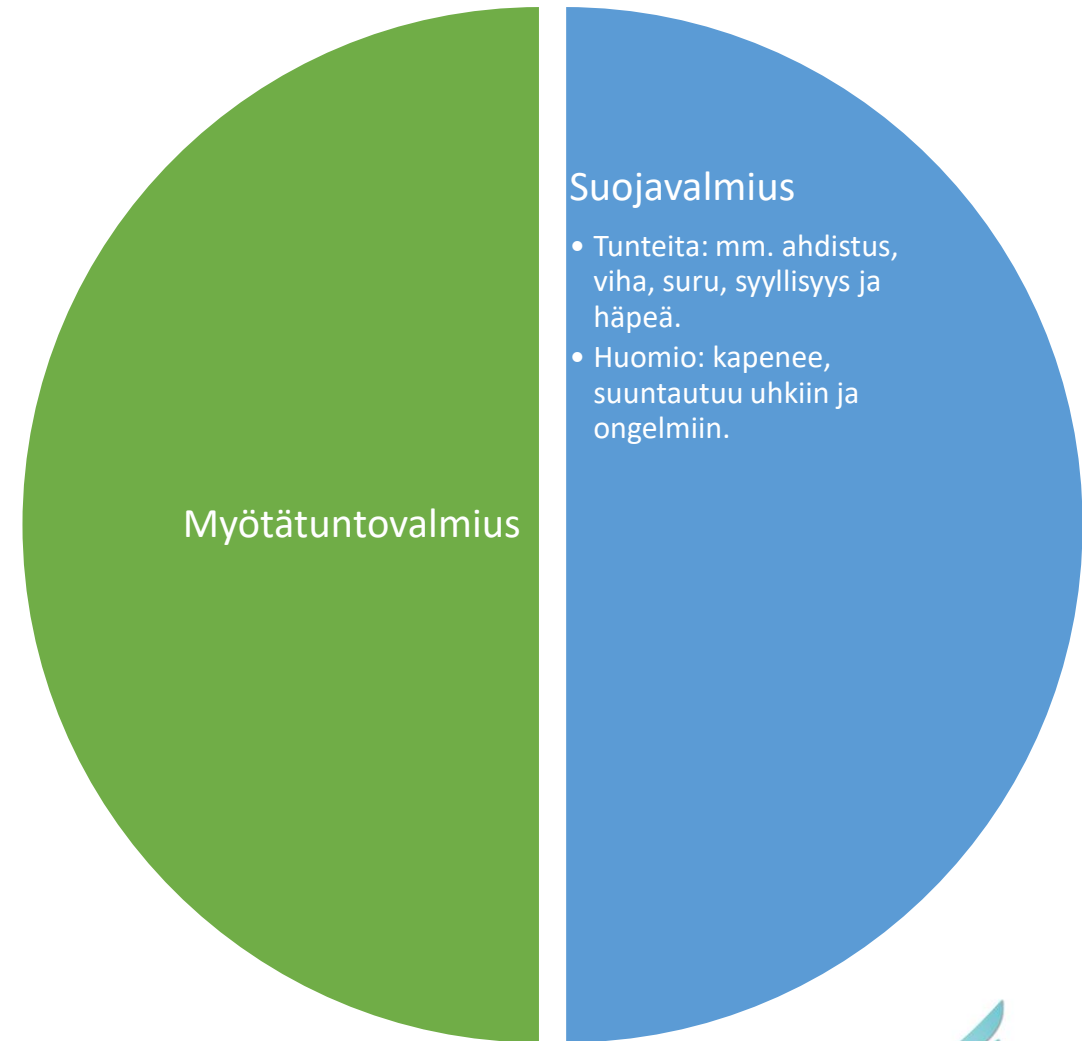 Myötätuntovalmius
Suojavalmius
• Tunteita: mm. ahdistus,
viha, suru, syyllisyys ja
häpeä.
• Huomio: kapenee,
suuntautuu uhkiin ja
ongelmiin.